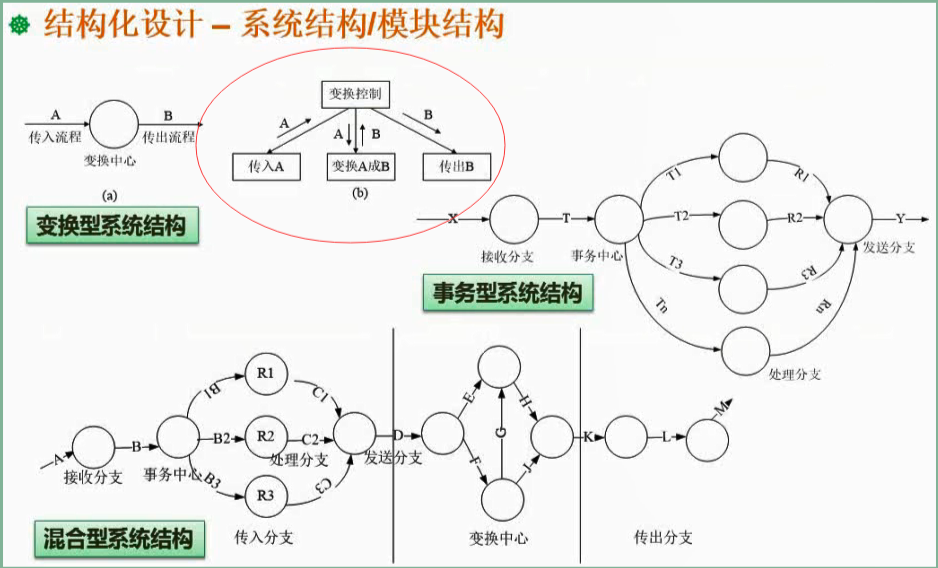 结构化设计 – 系统结构/模块结构
A
传入流程
变换中心
B
传出流程
(a)
变换控制
A
A
B
B
传入A
变换A成B
传出B
(b)
变换型系统结构
X
接收分支
T
事务中心
T1
R1
T2
R2
T3
R3
Tn
Rn
Y
发送分支
处理分支
事务型系统结构
A
接收分支
B
事务中心
B1
R1
C1
B2
R2
C2
处理分支
B3
R3
C3
传入分支
D
发送分支
E
H
G
F
J
变换中心
K
L
M
传出分支
混合型系统结构